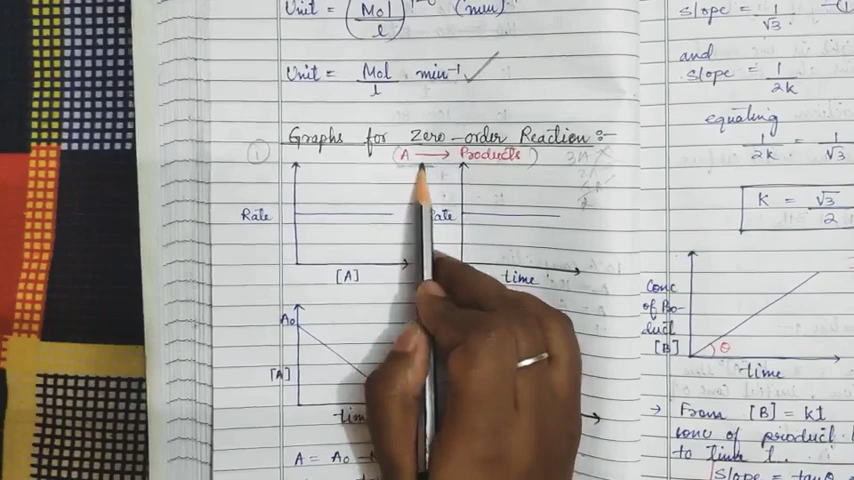 Unit = (Mol/l) (min)
Unit = Mol/l . min-1 ✓
Graphs for Zero-order Reaction :-
① (A → Products)
Rate
[A]
Rate
time
A0
[A]
A = A0 -
slope = 1/√3
and
slope = 1/2k
equating
1/2k = 1/√3
K = √3/2
Conc
of Pro-
duct
[B]
θ
time
→ From [B] = kt
conc of product
to time t.
Slope = tanθ